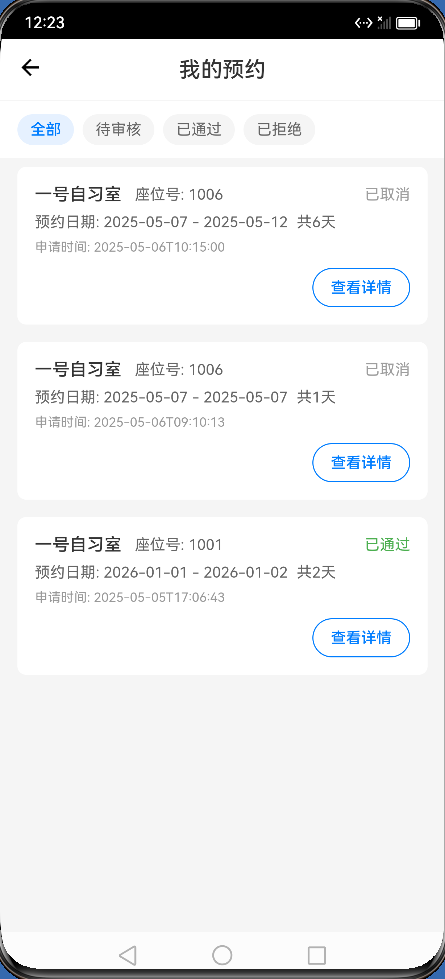 12:23
我的预约
全部 待审核 已通过 已拒绝
一号自习室 座位号: 1006 已取消
预约日期: 2025-05-07 - 2025-05-12 共6天
申请时间: 2025-05-06T10:15:00
查看详情
一号自习室 座位号: 1006 已取消
预约日期: 2025-05-07 - 2025-05-07 共1天
申请时间: 2025-05-06T09:10:13
查看详情
一号自习室 座位号: 1001 已通过
预约日期: 2026-01-01 - 2026-01-02 共2天
申请时间: 2025-05-05T17:06:43
查看详情